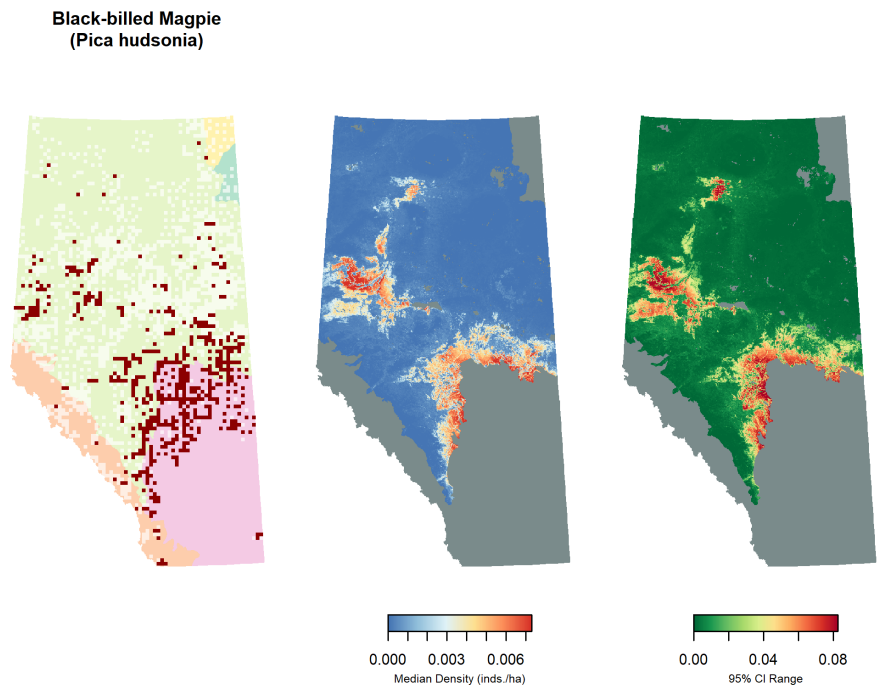 Black-billed Magpie
(Pica hudsonia)
0.000 0.003 0.006
Median Density (inds./ha)
0.00 0.04 0.08
95% CI Range